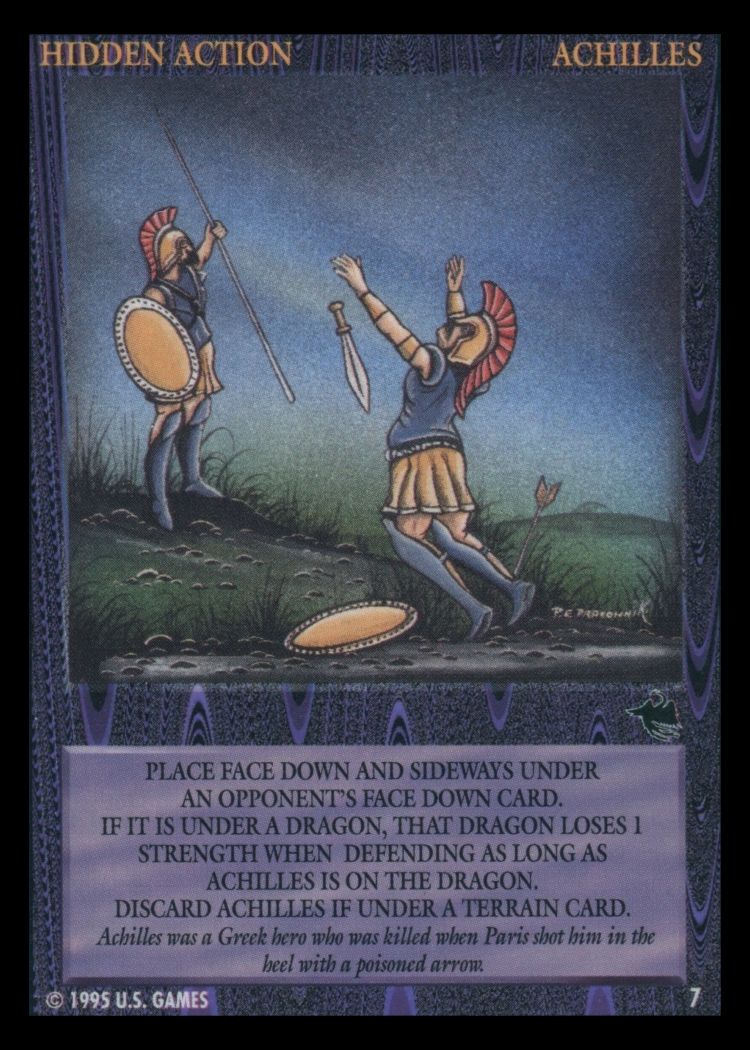 HIDDEN ACTION
ACHILLES
PLACE FACE DOWN AND SIDEWAYS UNDER
AN OPPONENT'S FACE DOWN CARD.
IF IT IS UNDER A DRAGON, THAT DRAGON LOSES 1
STRENGTH WHEN DEFENDING AS LONG AS
ACHILLES IS ON THE DRAGON.
DISCARD ACHILLES IF UNDER A TERRAIN CARD.
Achilles was a Greek hero who was killed when Paris shot him in the
heel with a poisoned arrow.
© 1995 U.S. GAMES
7